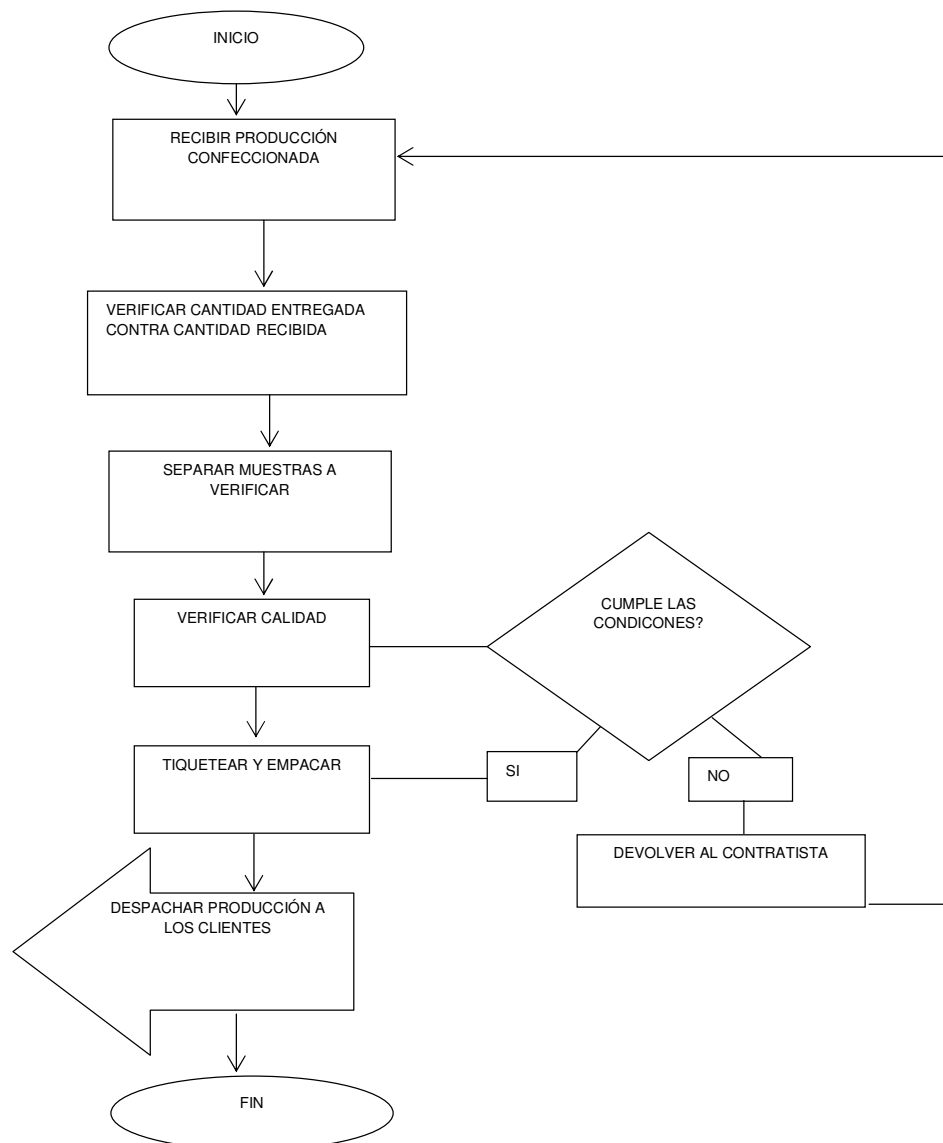 INICIO
RECIBIR PRODUCCIÓN
CONFECCIONADA
VERIFICAR CANTIDAD ENTREGADA
CONTRA CANTIDAD RECIBIDA
SEPARAR MUESTRAS A
VERIFICAR
VERIFICAR CALIDAD
CUMPLE LAS
CONDICONES?
TIQUETEAR Y EMPACAR
SI
NO
DEVOLVER AL CONTRATISTA
DESPACHAR PRODUCCIÓN A
LOS CLIENTES
FIN